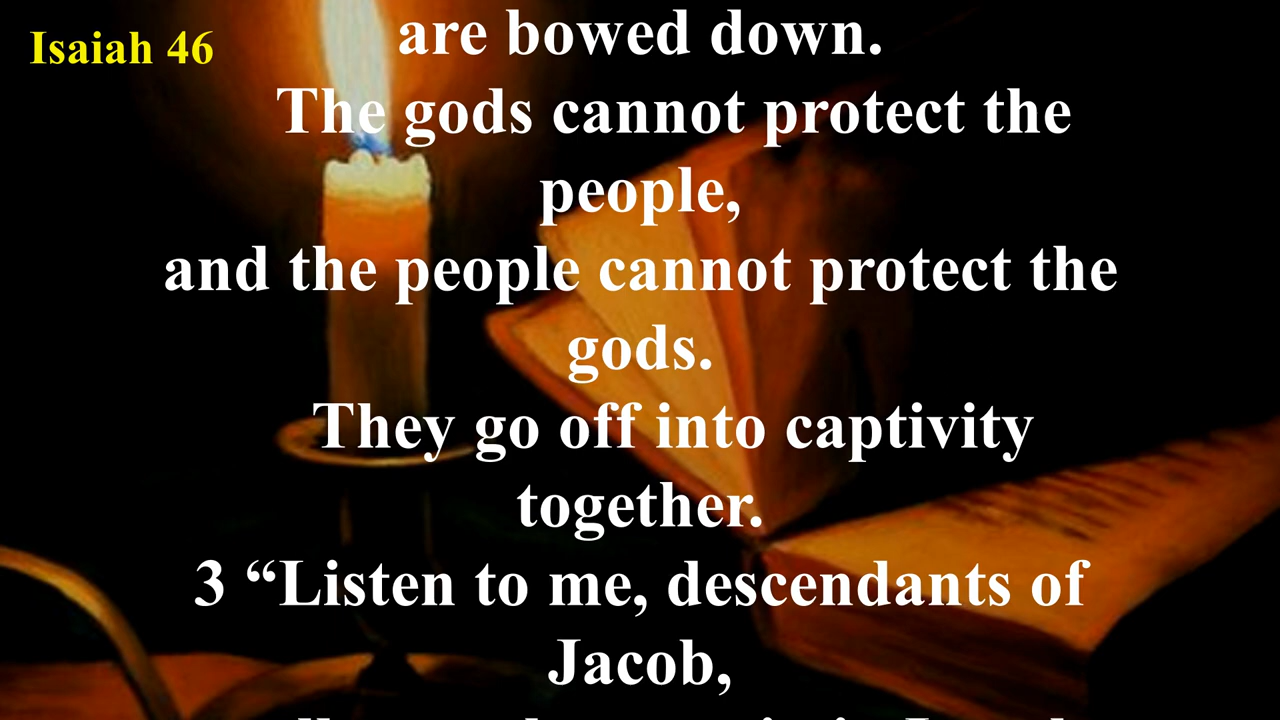 Isaiah 46
are bowed down.
The gods cannot protect the
people,
and the people cannot protect the
gods.
They go off into captivity
together.
3 “Listen to me, descendants of
Jacob,